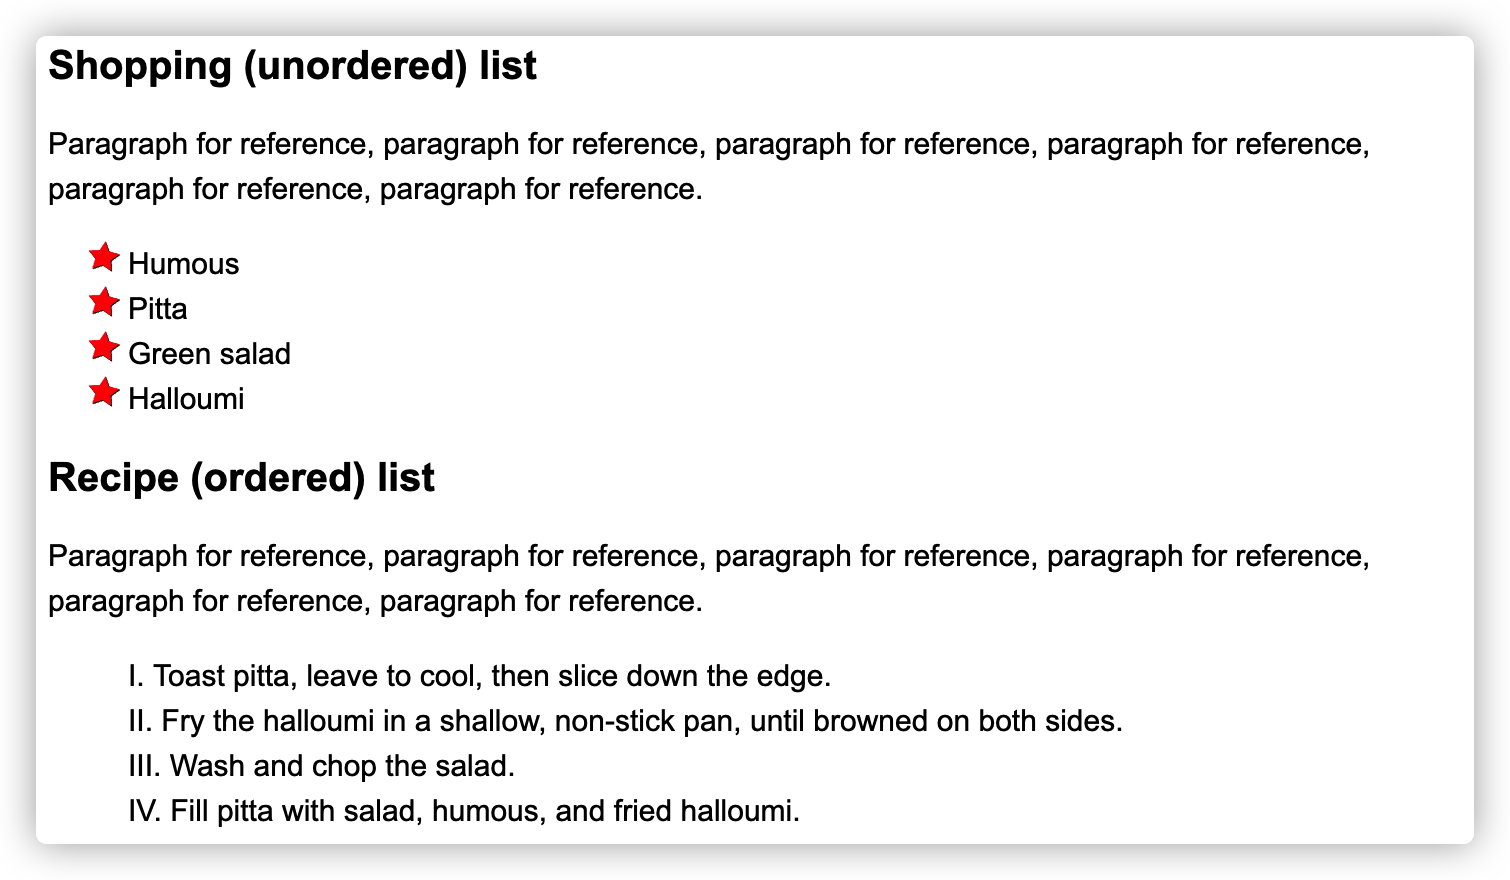 Shopping (unordered) list
Paragraph for reference, paragraph for reference, paragraph for reference, paragraph for reference,
paragraph for reference, paragraph for reference.
Humous
Pitta
Green salad
Halloumi
Recipe (ordered) list
Paragraph for reference, paragraph for reference, paragraph for reference, paragraph for reference,
paragraph for reference, paragraph for reference.
I. Toast pitta, leave to cool, then slice down the edge.
II. Fry the halloumi in a shallow, non-stick pan, until browned on both sides.
III. Wash and chop the salad.
IV. Fill pitta with salad, humous, and fried halloumi.